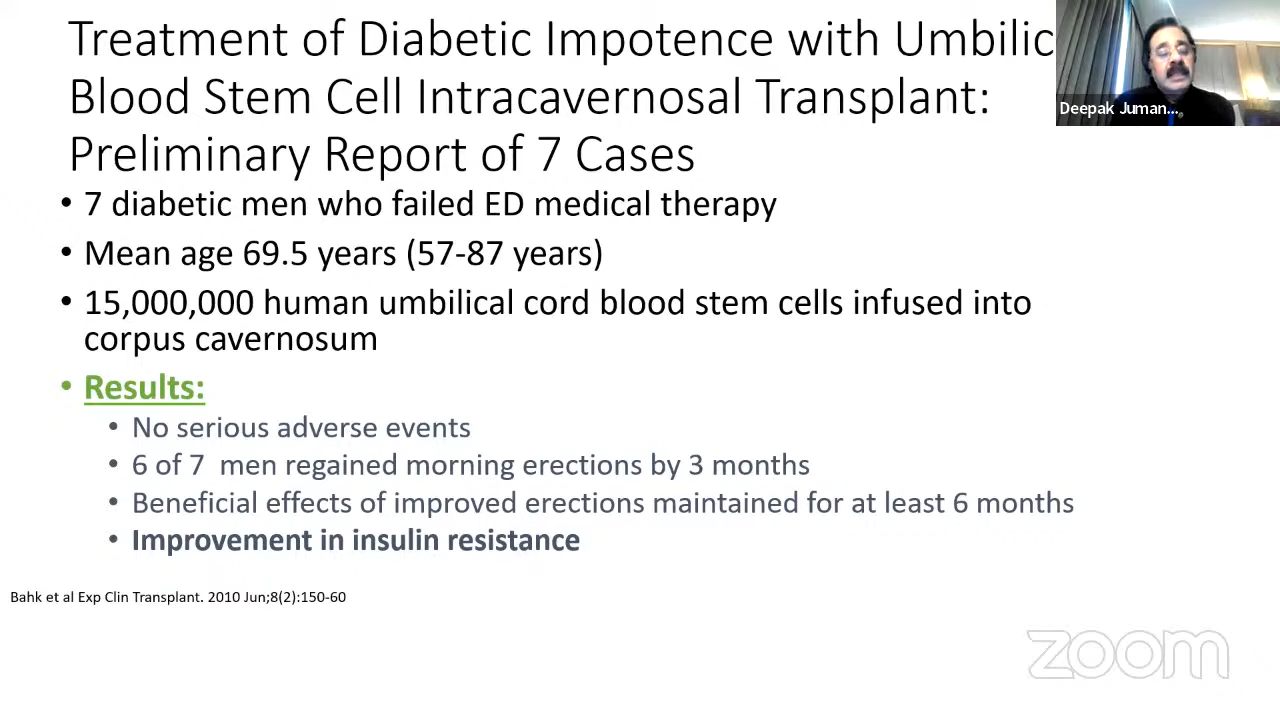 Treatment of Diabetic Impotence with Umbilic
Blood Stem Cell Intracavernosal Transplant:
Preliminary Report of 7 Cases
• 7 diabetic men who failed ED medical therapy
• Mean age 69.5 years (57-87 years)
• 15,000,000 human umbilical cord blood stem cells infused into
corpus cavernosum
• Results:
• No serious adverse events
• 6 of 7 men regained morning erections by 3 months
• Beneficial effects of improved erections maintained for at least 6 months
• Improvement in insulin resistance
Bahk et al Exp Clin Transplant. 2010 Jun;8(2):150-60
Deepak Juman...
zoom